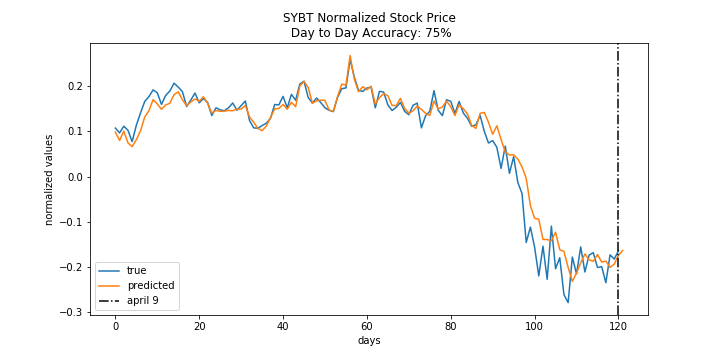 SYBT Normalized Stock Price
Day to Day Accuracy: 75%
normalized values
0.2
0.1
0.0
−0.1
−0.2
−0.3
true
predicted
april 9
0
20
40
60
80
100
120
days